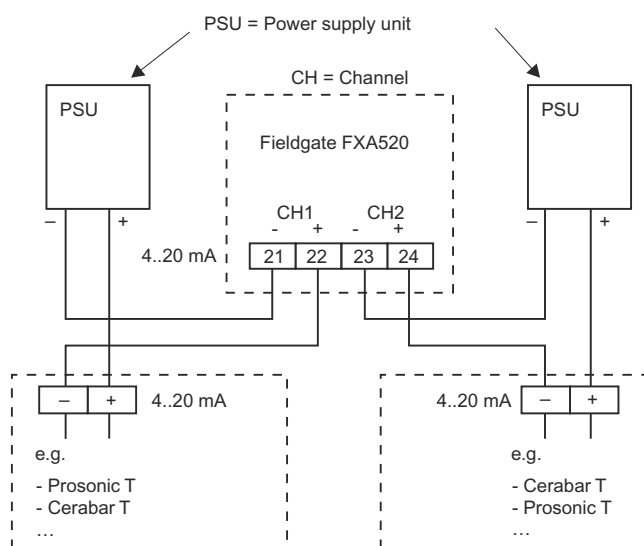 PSU = Power supply unit
CH = Channel
PSU
PSU
Fieldgate FXA520
CH1 CH2
- + - +
– +
– +
4..20 mA
21 22 23 24
– +
4..20 mA
4..20 mA
– +
e.g.
- Prosonic T
- Cerabar T
...
e.g.
- Cerabar T
- Prosonic T
...